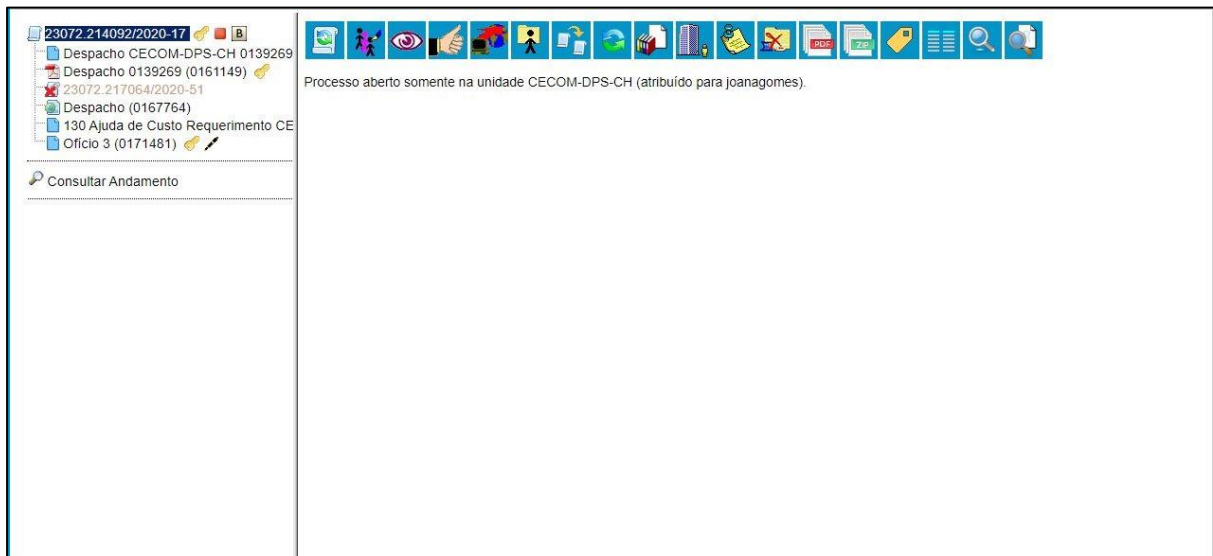 23072.214092/2020-17 B
Despacho CECOM-DPS-CH 0139269
Despacho 0139269 (0161149)
23072.217064/2020-51
Despacho (0167764)
130 Ajuda de Custo Requerimento CE
Ofício 3 (0171481)
Consultar Andamento
PDF ZIP
Processo aberto somente na unidade CECOM-DPS-CH (atribuído para joanagomes).